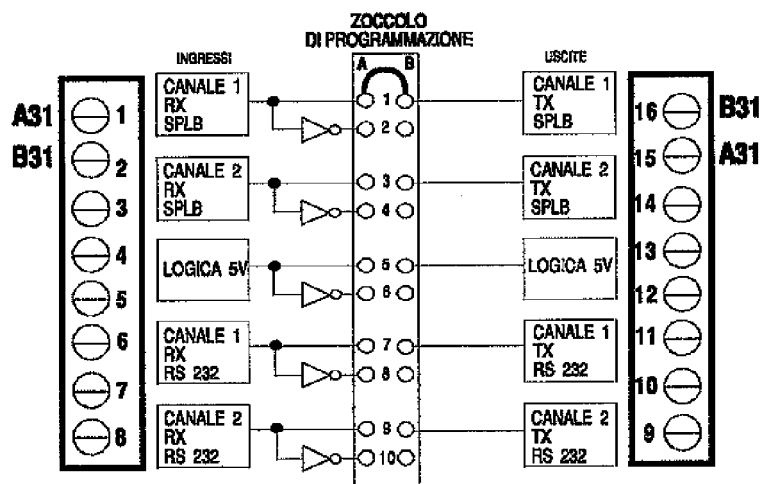 ZOCCOLO
DI PROGRAMMAZIONE
INGRESSI
USCITE
A B
A31
B31
1
2
3
4
5
6
7
8
CANALE 1
RX
SPLB
CANALE 2
RX
SPLB
LOGICA 5V
CANALE 1
RX
RS 232
CANALE 2
RX
RS 232
1
2
3
4
5
6
7
8
9
10
CANALE 1
TX
SPLB
CANALE 2
TX
SPLB
LOGICA 5V
CANALE 1
TX
RS 232
CANALE 2
TX
RS 232
16
15
14
13
12
11
10
9
B31
A31